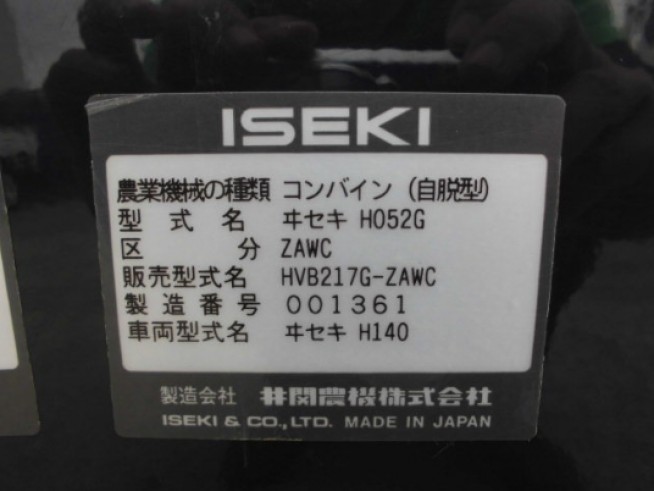 ISEKI
農業機械の種類 コンバイン (自脱型)
型式名 ヰセキ HO52G
区分 ZAWC
販売型式名 HVB217G-ZAWC
製造番号 001361
車両型式名 ヰセキ H140
製造会社 井関農機株式会社
ISEKI & CO., LTD. MADE IN JAPAN